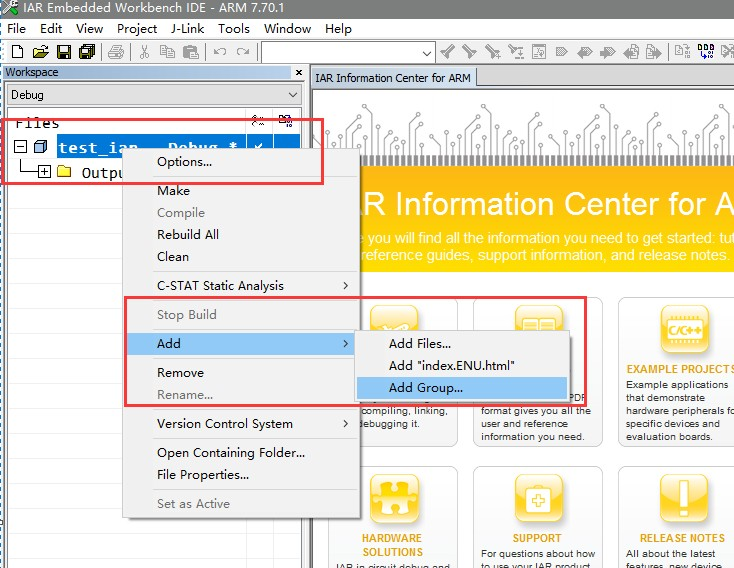 IAR Embedded Workbench IDE - ARM 7.70.1
File Edit View Project J-Link Tools Window Help
Workspace
Debug
Files
Options...
Make
Compile
Rebuild All
Clean
C-STAT Static Analysis
Stop Build
Add
Remove
Rename...
Version Control System
Open Containing Folder...
File Properties...
Set as Active
Add Files...
Add "index.ENU.html"
Add Group...
IAR Information Center for ARM
AR Information Center for A
you will find all the information you need to get started: tu
reference guides, support information, and release notes.
compiling, linking,
debugging it.
format gives you all the
user and reference
information you need.
EXAMPLE PROJECTS
Example applications
that demonstrate
hardware peripherals fo
specific devices and
evaluation boards.
HARDWARE
SOLUTIONS
IAR in circuit debug and
SUPPORT
For questions about how
to use your IAR product
RELEASE NOTES
All about the latest
features, new device